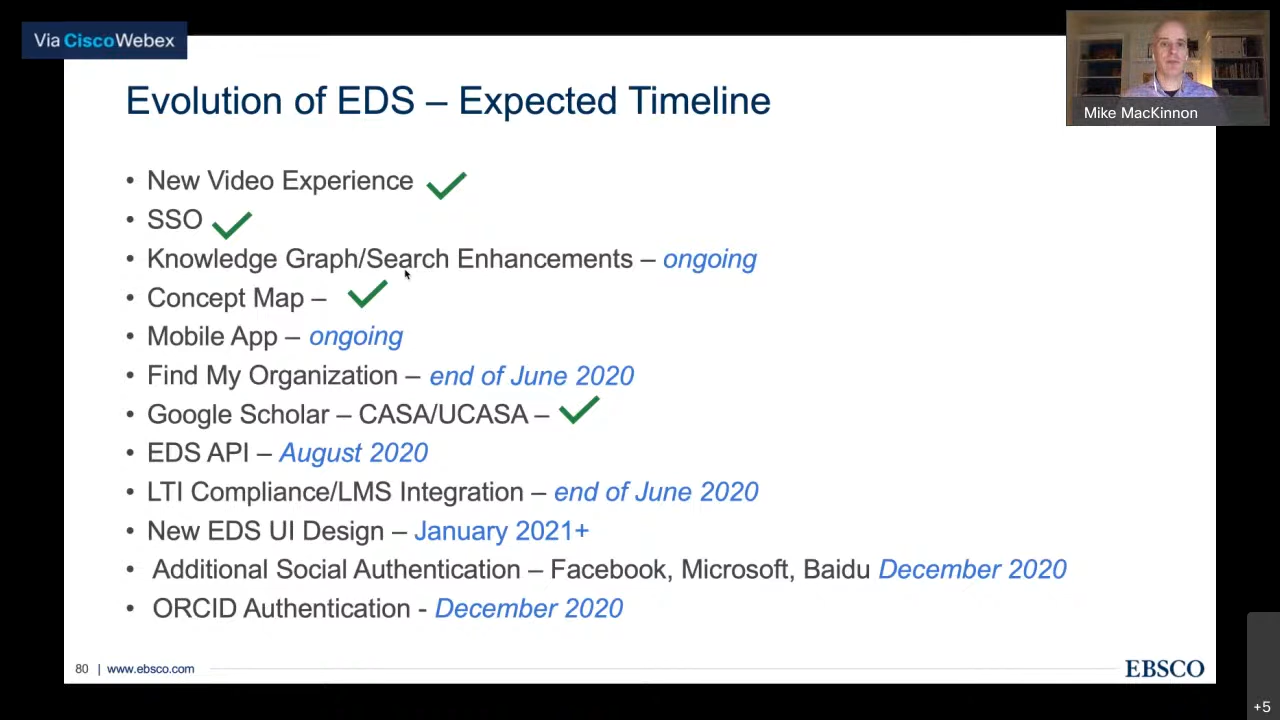 Via CiscoWebex
Mike MacKinnon
Evolution of EDS – Expected Timeline
• New Video Experience
• SSO
• Knowledge Graph/Search Enhancements – ongoing
• Concept Map –
• Mobile App – ongoing
• Find My Organization – end of June 2020
• Google Scholar – CASA/UCASA –
• EDS API – August 2020
• LTI Compliance/LMS Integration – end of June 2020
• New EDS UI Design – January 2021+
• Additional Social Authentication – Facebook, Microsoft, Baidu December 2020
• ORCID Authentication - December 2020
80 | www.ebsco.com
EBSCO
+5